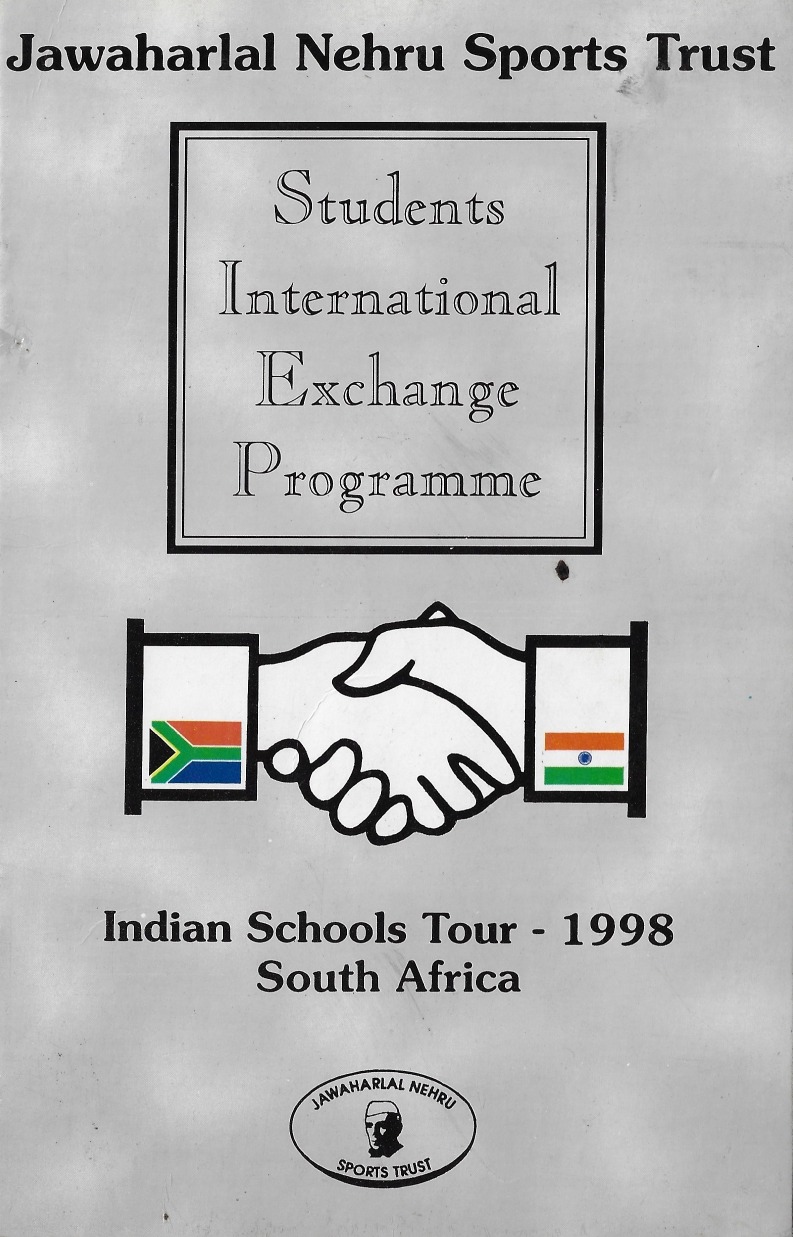 Jawaharlal Nehru Sports Trust
Students
International
Exchange
Programme
Indian Schools Tour - 1998
South Africa
JAWAHARLAL NEHRU
SPORTS TRUST